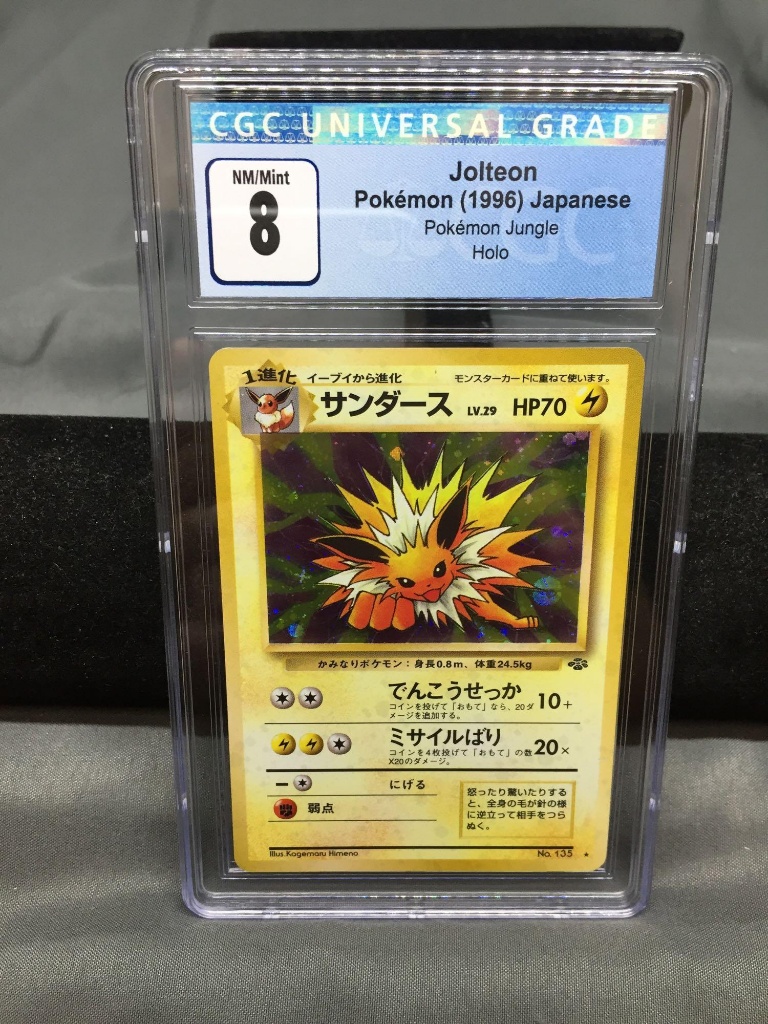 CGC UNIVERSAL GRADE
NM/Mint
8
Jolteon
Pokémon (1996) Japanese
Pokémon Jungle
Holo
1進化
イーブイから進化
モンスターカードに重ねて使います。
サンダース LV.29 HP70
かみなりポケモン：身長0.8m、体重24.5kg
でんこうせっか
10+
コインを投げて「おもて」なら、20ダ
メージを追加する。
ミサイルばり
20×
コインを4枚投げて「おもて」の数
X20のダメージ。
にげる
弱点
怒ったり驚いたりする
と、全身の毛が針の様
に逆立って相手をつら
ぬく。
Illus. Kagemaru Himeno
No. 135 ★